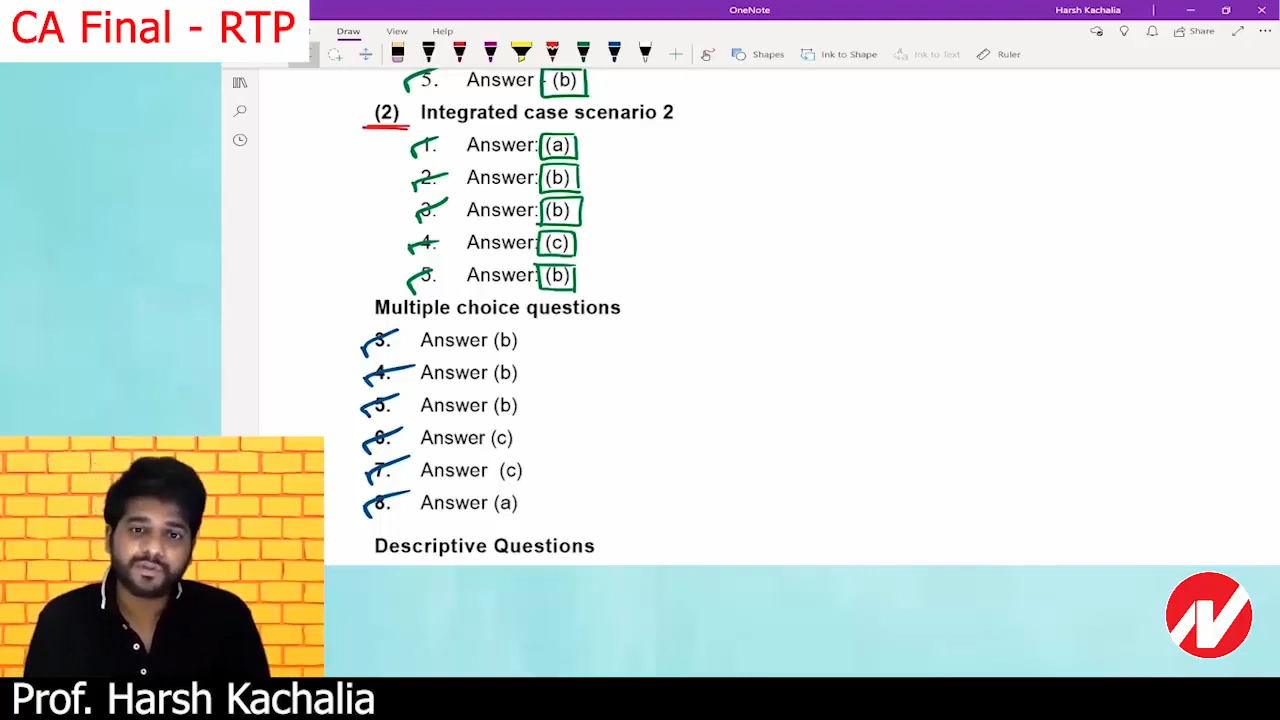 CA Final - RTP
OneNote
Harsh Kachalia
Draw View Help
Share
Shapes
Ink to Shape
Ink to Text
Ruler
5. Answer - (b)
(2) Integrated case scenario 2
1. Answer: (a)
2. Answer: (b)
3. Answer: (b)
4. Answer: (c)
5. Answer: (b)
Multiple choice questions
3. Answer (b)
4. Answer (b)
5. Answer (b)
6. Answer (c)
7. Answer (c)
8. Answer (a)
Descriptive Questions
Prof. Harsh Kachalia